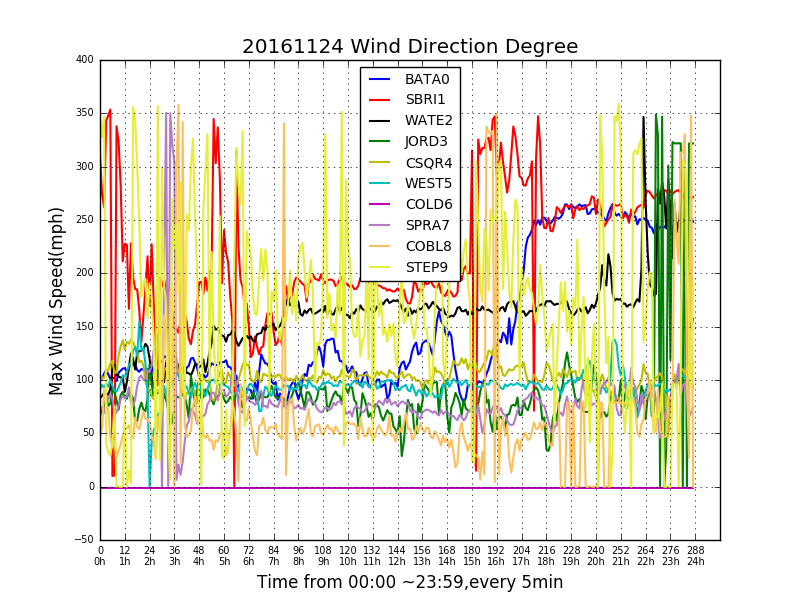 20161124 Wind Direction Degree
BATA0
SBRI1
WATE2
JORD3
CSQR4
WEST5
COLD6
SPRA7
COBL8
STEP9
Max Wind Speed(mph)
400
350
300
250
200
150
100
50
0
−50
0 12 24 36 48 60 72 84 96 108 120 132 144 156 168 180 192 204 216 228 240 252 264 276 288
0h 1h 2h 3h 4h 5h 6h 7h 8h 9h 10h 11h 12h 13h 14h 15h 16h 17h 18h 19h 20h 21h 22h 23h 24h
Time from 00:00 ~23:59,every 5min